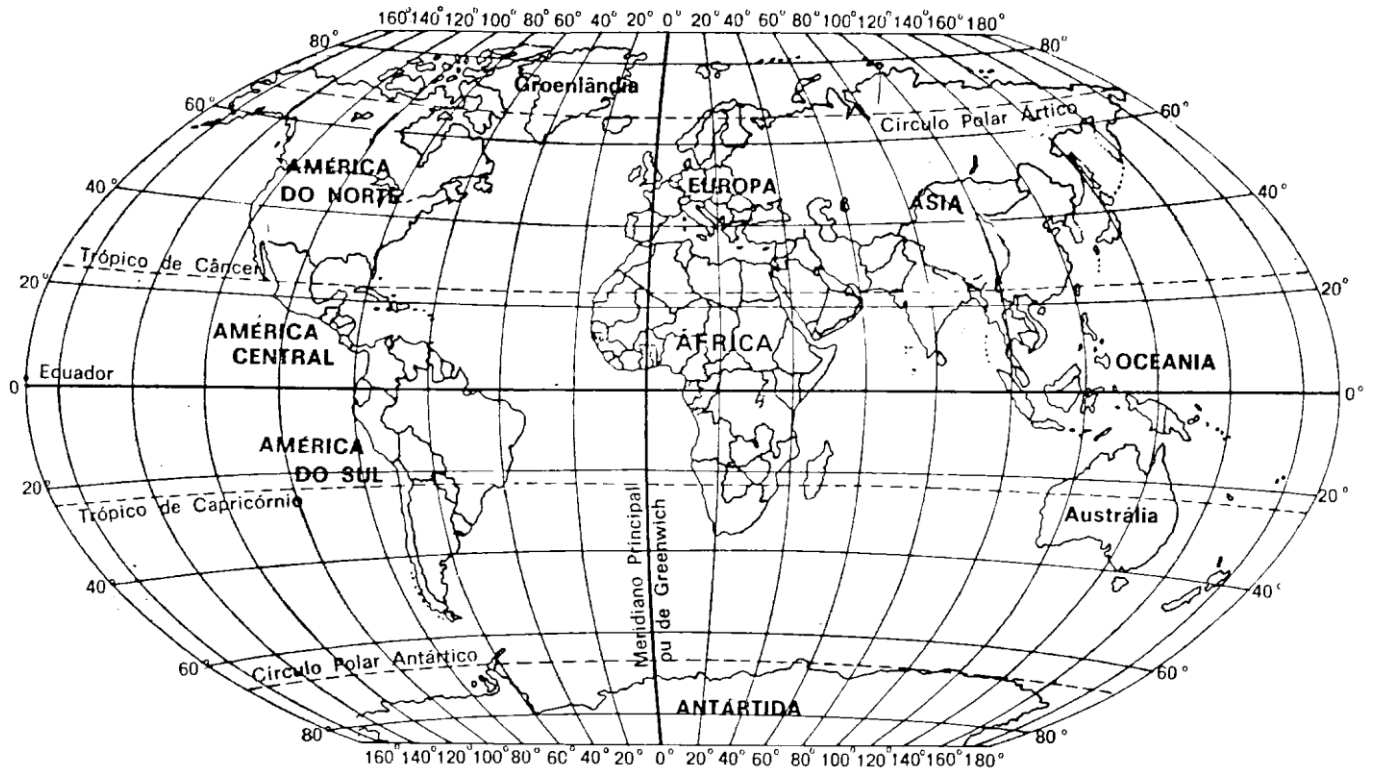 160° 140° 120° 100° 80° 60° 40° 20° 0° 20° 40° 60° 80° 100° 120° 140° 160° 180°
80° 80°
Groenlândia
60° 60°
Círculo Polar Ártico
AMÉRICA
DO NORTE
EUROPA
ÁSIA
40° 40°
Trópico de Câncer
20° 20°
AMÉRICA
CENTRAL
ÁFRICA
OCEANIA
Equador
0 0°
AMÉRICA
DO SUL
20° 20°
Trópico de Capricórnio
Austrália
Meridiano Principal
ou de Greenwich
40° 40°
Círculo Polar Antártico
60° 60°
ANTÁRTIDA
80° 80°
160° 140° 120° 100° 80° 60° 40° 20° 0° 20° 40° 60° 80° 100° 120° 140° 160° 180°